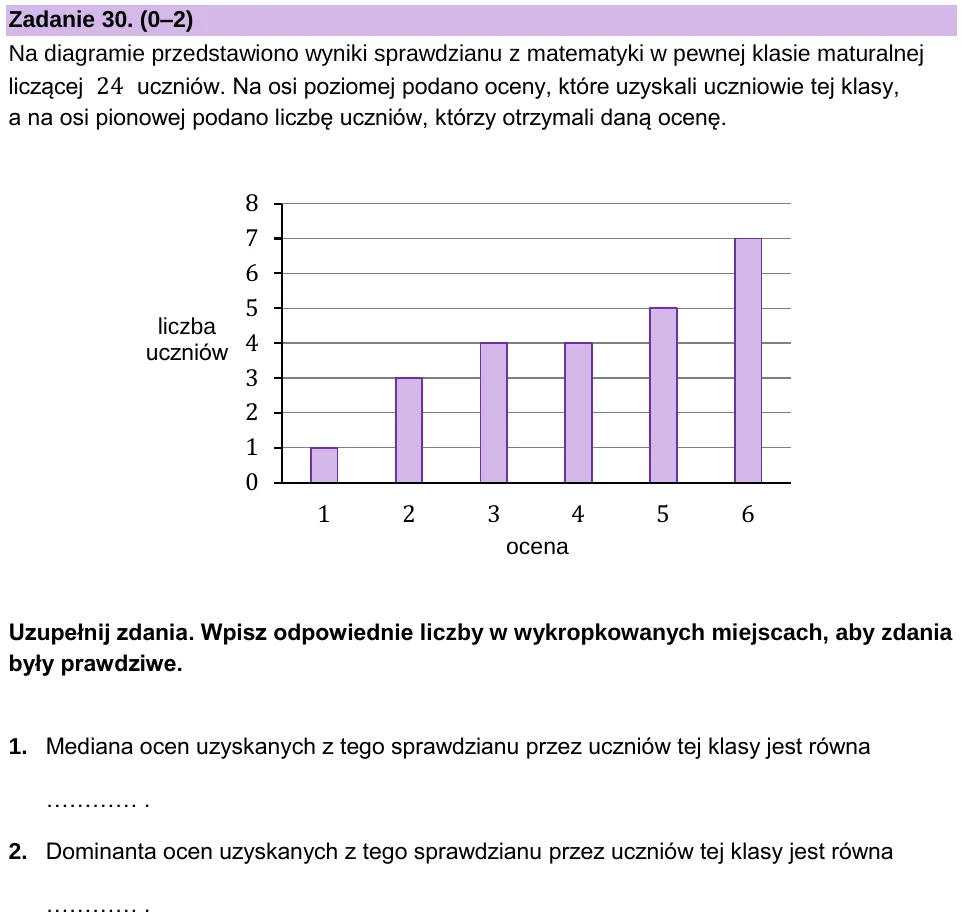 Zadanie 30. (0–2)
Na diagramie przedstawiono wyniki sprawdzianu z matematyki w pewnej klasie maturalnej
liczącej 24 uczniów. Na osi poziomej podano oceny, które uzyskali uczniowie tej klasy,
a na osi pionowej podano liczbę uczniów, którzy otrzymali daną ocenę.
8
7
6
5
4
3
2
1
0
liczba
uczniów
1 2 3 4 5 6
ocena
Uzupełnij zdania. Wpisz odpowiednie liczby w wykropkowanych miejscach, aby zdania
były prawdziwe.
1. Mediana ocen uzyskanych z tego sprawdzianu przez uczniów tej klasy jest równa
………… .
2. Dominanta ocen uzyskanych z tego sprawdzianu przez uczniów tej klasy jest równa
………… .